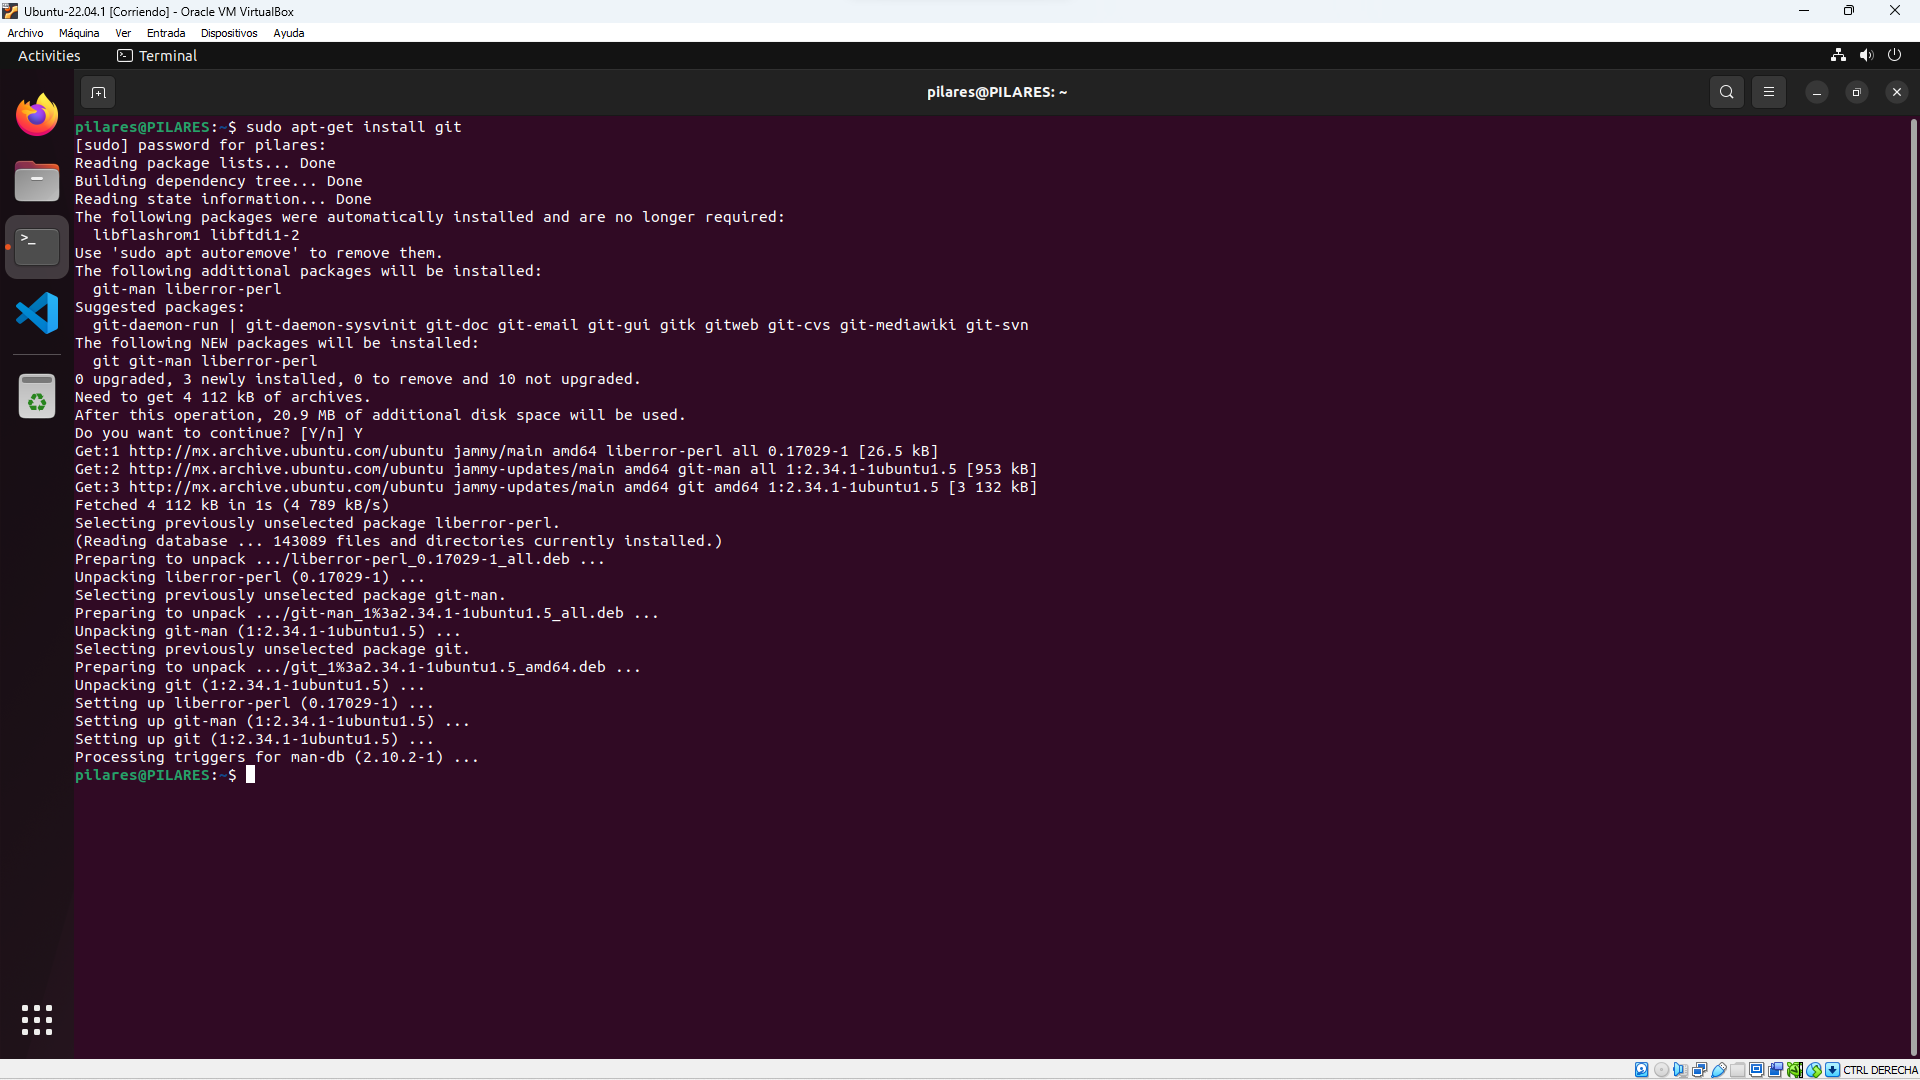 Ubuntu-22.04.1 [Corriendo] - Oracle VM VirtualBox
Archivo Máquina Ver Entrada Dispositivos Ayuda
Activities Terminal
pilares@PILARES: ~
pilares@PILARES:~$ sudo apt-get install git
[sudo] password for pilares:
Reading package lists... Done
Building dependency tree... Done
Reading state information... Done
The following packages were automatically installed and are no longer required:
  libflashrom1 libftdi1-2
Use 'sudo apt autoremove' to remove them.
The following additional packages will be installed:
  git-man liberror-perl
Suggested packages:
  git-daemon-run | git-daemon-sysvinit git-doc git-email git-gui gitk gitweb git-cvs git-mediawiki git-svn
The following NEW packages will be installed:
  git git-man liberror-perl
0 upgraded, 3 newly installed, 0 to remove and 10 not upgraded.
Need to get 4 112 kB of archives.
After this operation, 20.9 MB of additional disk space will be used.
Do you want to continue? [Y/n] Y
Get:1 http://mx.archive.ubuntu.com/ubuntu jammy/main amd64 liberror-perl all 0.17029-1 [26.5 kB]
Get:2 http://mx.archive.ubuntu.com/ubuntu jammy-updates/main amd64 git-man all 1:2.34.1-1ubuntu1.5 [953 kB]
Get:3 http://mx.archive.ubuntu.com/ubuntu jammy-updates/main amd64 git amd64 1:2.34.1-1ubuntu1.5 [3 132 kB]
Fetched 4 112 kB in 1s (4 789 kB/s)
Selecting previously unselected package liberror-perl.
(Reading database ... 143089 files and directories currently installed.)
Preparing to unpack .../liberror-perl_0.17029-1_all.deb ...
Unpacking liberror-perl (0.17029-1) ...
Selecting previously unselected package git-man.
Preparing to unpack .../git-man_1%3a2.34.1-1ubuntu1.5_all.deb ...
Unpacking git-man (1:2.34.1-1ubuntu1.5) ...
Selecting previously unselected package git.
Preparing to unpack .../git_1%3a2.34.1-1ubuntu1.5_amd64.deb ...
Unpacking git (1:2.34.1-1ubuntu1.5) ...
Setting up liberror-perl (0.17029-1) ...
Setting up git-man (1:2.34.1-1ubuntu1.5) ...
Setting up git (1:2.34.1-1ubuntu1.5) ...
Processing triggers for man-db (2.10.2-1) ...
pilares@PILARES:~$
CTRL DERECHA